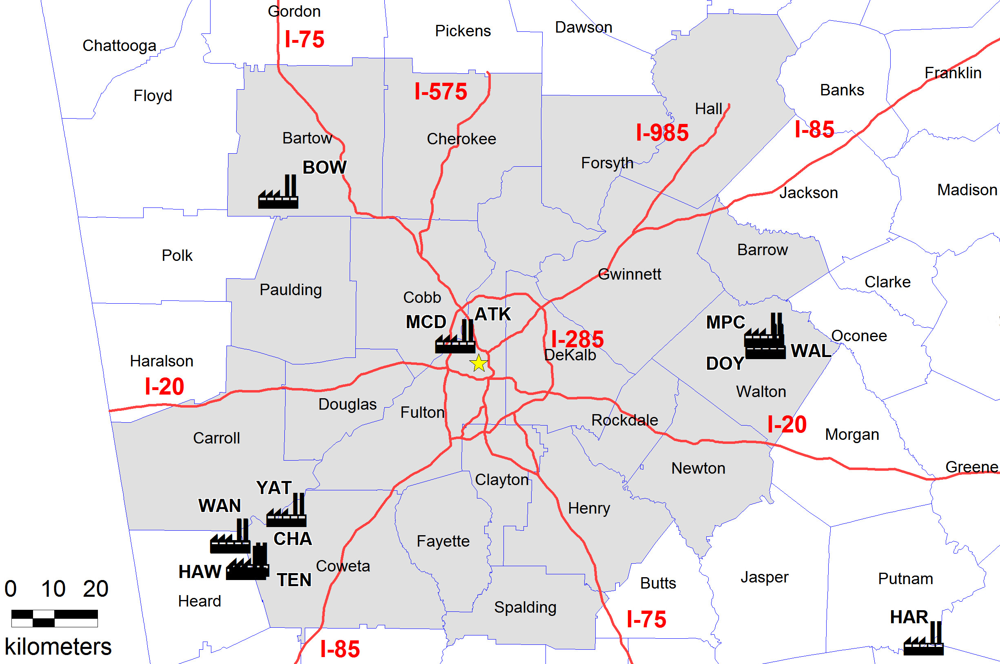 Gordon
Pickens
Dawson
I-75
Chattooga
Franklin
Floyd
I-575
Banks
Hall
I-985
I-85
Bartow
Cherokee
Forsyth
BOW
Jackson
Madison
Polk
Barrow
Gwinnett
Clarke
Paulding
Cobb
ATK
MCD
MPC
I-285
Oconee
WAL
DeKalb
Haralson
DOY
I-20
Walton
Douglas
Fulton
Rockdale
I-20
Carroll
Morgan
Newton
Greene
Clayton
YAT
WAN
Henry
CHA
Fayette
Coweta
HAW
TEN
Jasper
Putnam
Butts
0 10 20
Heard
Spalding
HAR
I-75
kilometers
I-85